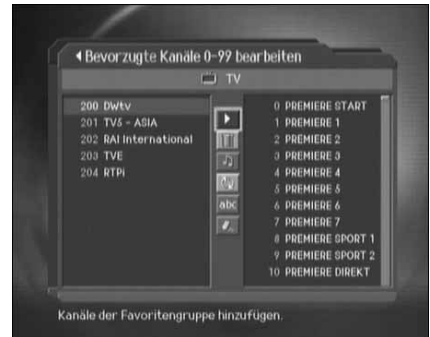 Bevorzugte Kanäle 0-99 bearbeiten
TV
200 DWtv
201 TV5 - ASIA
202 RAI International
203 TVE
204 RTPi
abc
0 PREMIERE START
1 PREMIERE 1
2 PREMIERE 2
3 PREMIERE 3
4 PREMIERE 4
5 PREMIERE 5
6 PREMIERE 6
7 PREMIERE 7
8 PREMIERE SPORT 1
9 PREMIERE SPORT 2
10 PREMIERE DIREKT
Kanäle der Favoritengruppe hinzufügen.